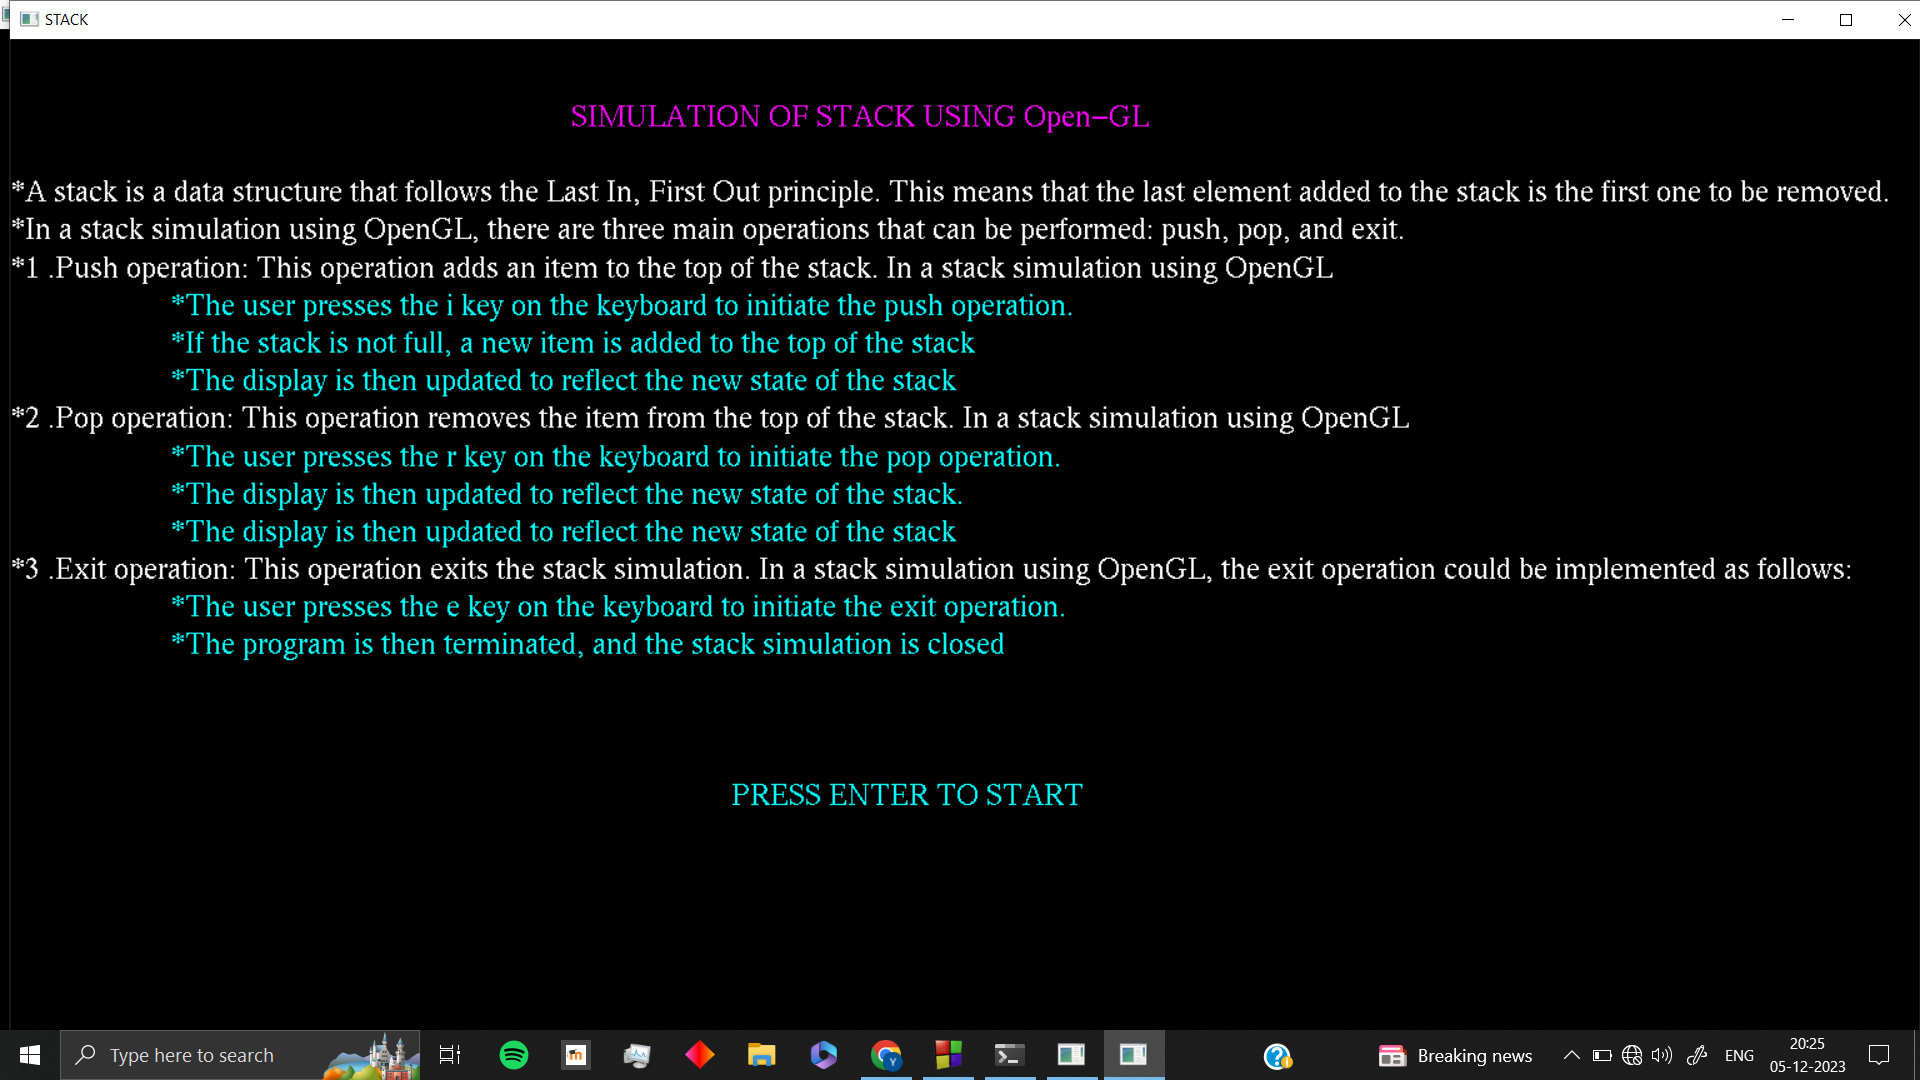 STACK
SIMULATION OF STACK USING Open-GL
*A stack is a data structure that follows the Last In, First Out principle. This means that the last element added to the stack is the first one to be removed.
*In a stack simulation using OpenGL, there are three main operations that can be performed: push, pop, and exit.
*1 .Push operation: This operation adds an item to the top of the stack. In a stack simulation using OpenGL
*The user presses the i key on the keyboard to initiate the push operation.
*If the stack is not full, a new item is added to the top of the stack
*The display is then updated to reflect the new state of the stack
*2 .Pop operation: This operation removes the item from the top of the stack. In a stack simulation using OpenGL
*The user presses the r key on the keyboard to initiate the pop operation.
*The display is then updated to reflect the new state of the stack.
*The display is then updated to reflect the new state of the stack
*3 .Exit operation: This operation exits the stack simulation. In a stack simulation using OpenGL, the exit operation could be implemented as follows:
*The user presses the e key on the keyboard to initiate the exit operation.
*The program is then terminated, and the stack simulation is closed
PRESS ENTER TO START
Type here to search
Breaking news
ENG
20:25
05-12-2023